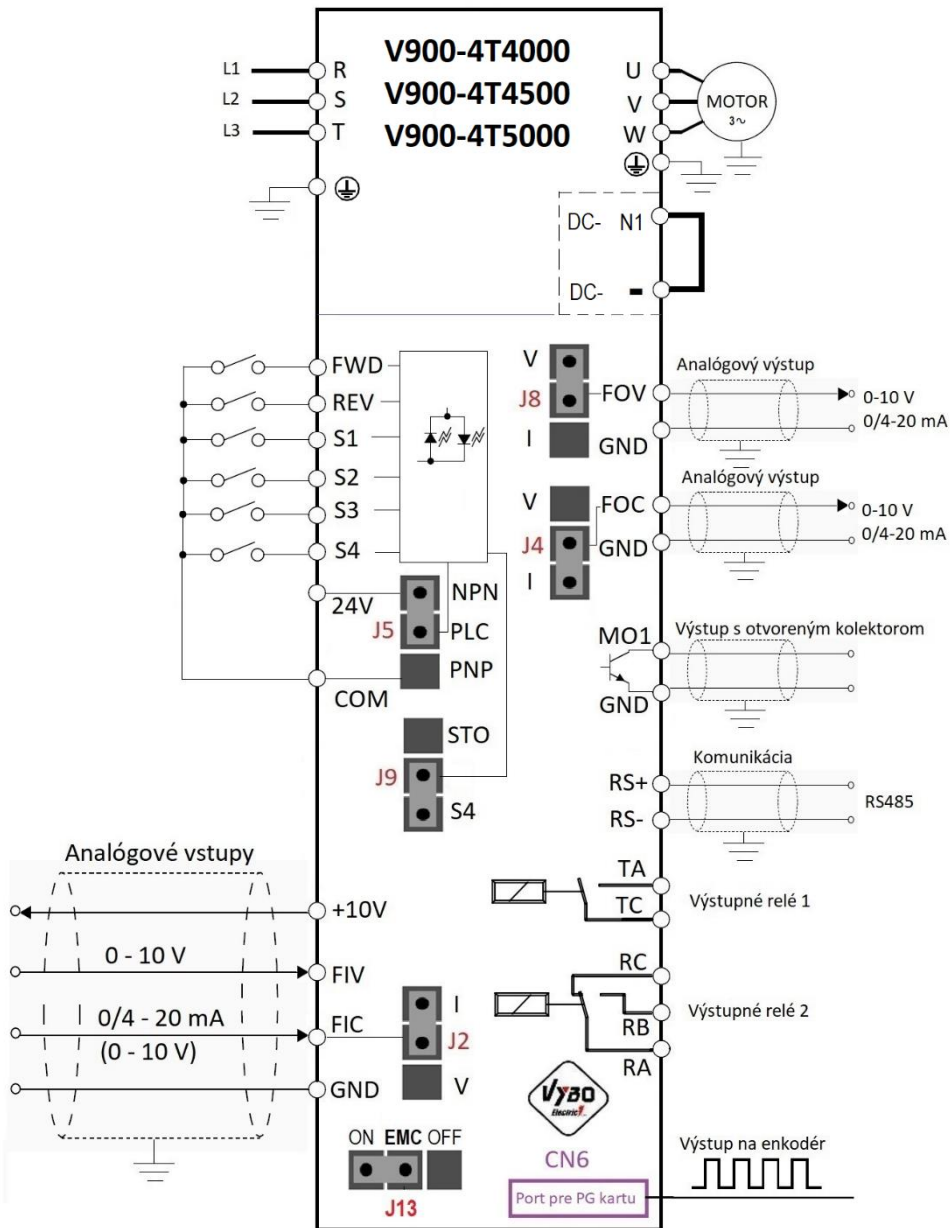 V900-4T4000
V900-4T4500
V900-4T5000
L1 R
L2 S
L3 T
U
V
W
MOTOR
3~
DC- N1
DC- -
FWD
REV
S1
S2
S3
S4
24V
COM
NPN
J5 PLC
PNP
STO
J9
S4
V
J8
I
FOV
GND
Analógový výstup
0-10 V
0/4-20 mA
V
J4
I
FOC
GND
Analógový výstup
0-10 V
0/4-20 mA
MO1
GND
Výstup s otvoreným kolektorom
Komunikácia
RS+
RS-
RS485
TA
TC
Výstupné relé 1
RC
RB
RA
Výstupné relé 2
Analógové vstupy
+10V
0 - 10 V
FIV
0/4 - 20 mA
(0 - 10 V)
FIC
GND
I
J2
V
ON EMC OFF
J13
VYBO
Electric
CN6
Port pre PG kartu
Výstup na enkodér